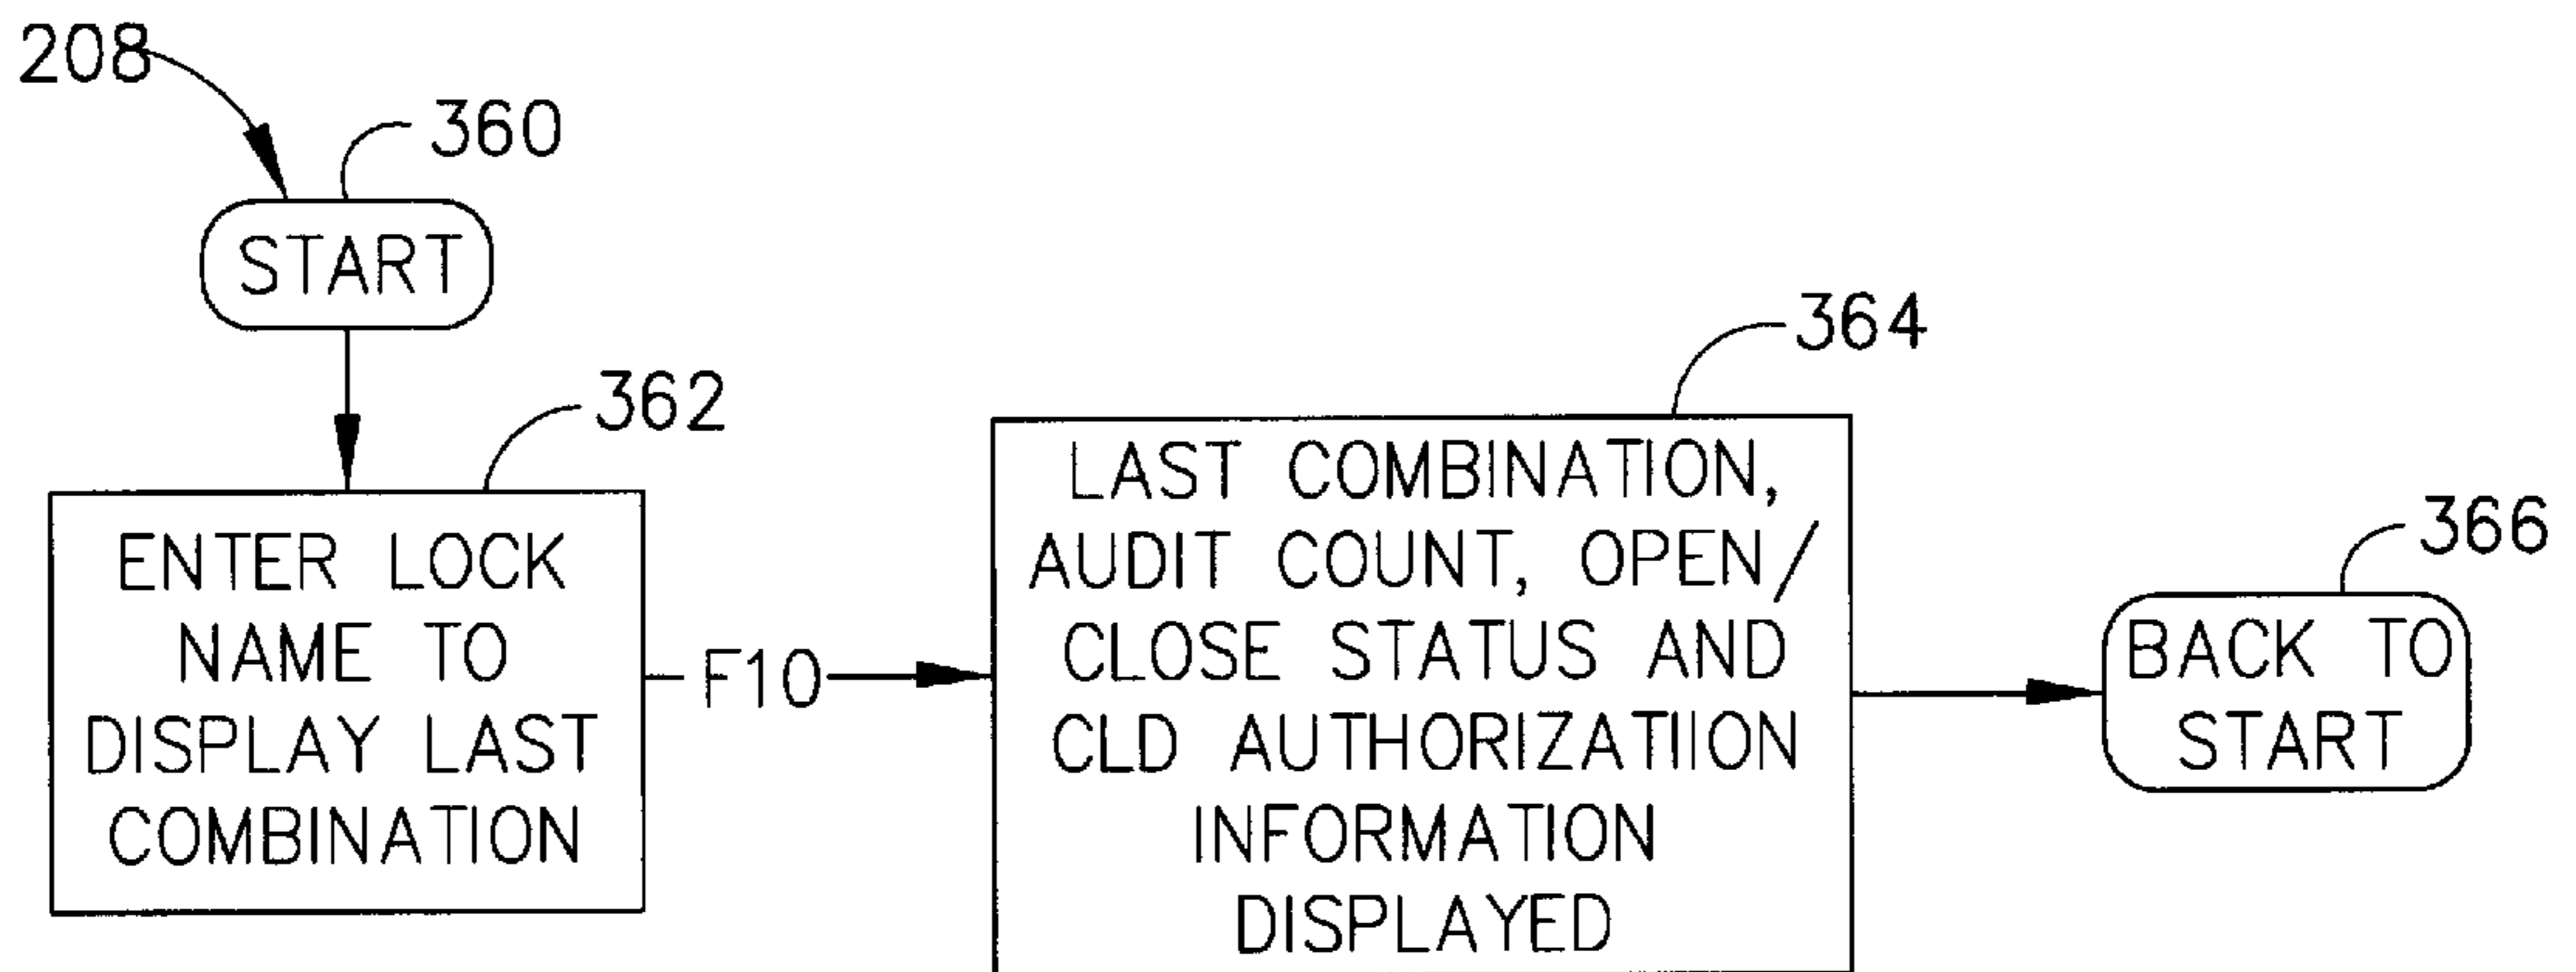 208
360
START
362
ENTER LOCK
NAME TO
DISPLAY LAST
COMBINATION
F10
364
LAST COMBINATION,
AUDIT COUNT, OPEN/
CLOSE STATUS AND
CLD AUTHORIZATION
INFORMATION
DISPLAYED
366
BACK TO
START